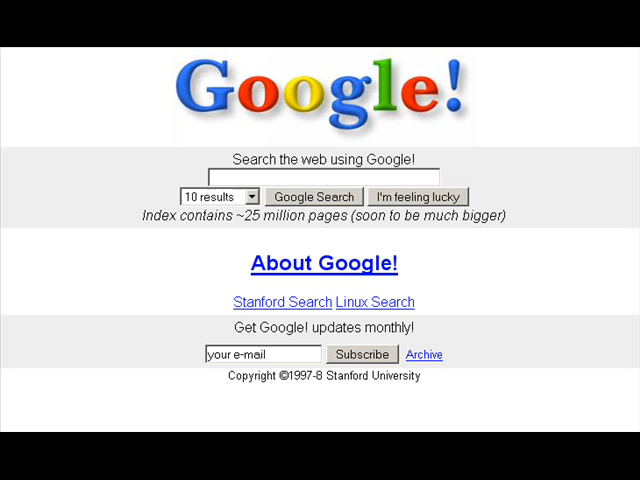 Google!
Search the web using Google!
10 results Google Search I'm feeling lucky
Index contains ~25 million pages (soon to be much bigger)
About Google!
Stanford Search Linux Search
Get Google! updates monthly!
your e-mail Subscribe Archive
Copyright ©1997-8 Stanford University